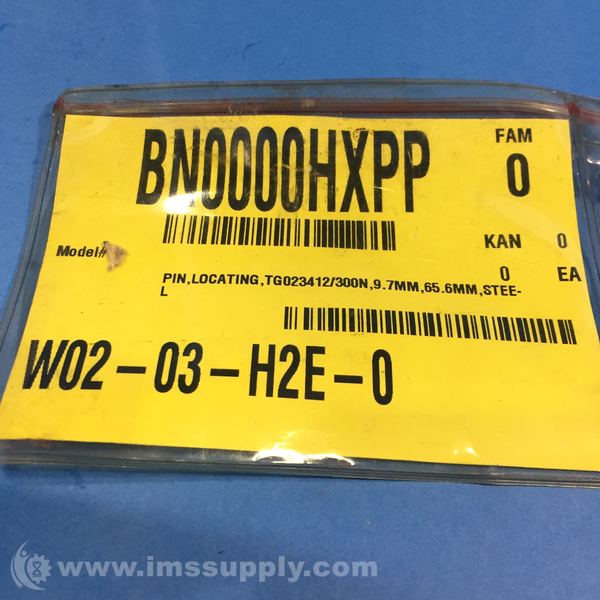 BN0000HXPP
FAM
0
KAN 0
Model#
0 EA
PIN,LOCATING,TG023412/300N,9.7MM,65.6MM,STEE-
L
W02-03-H2E-0
www.imssupply.com